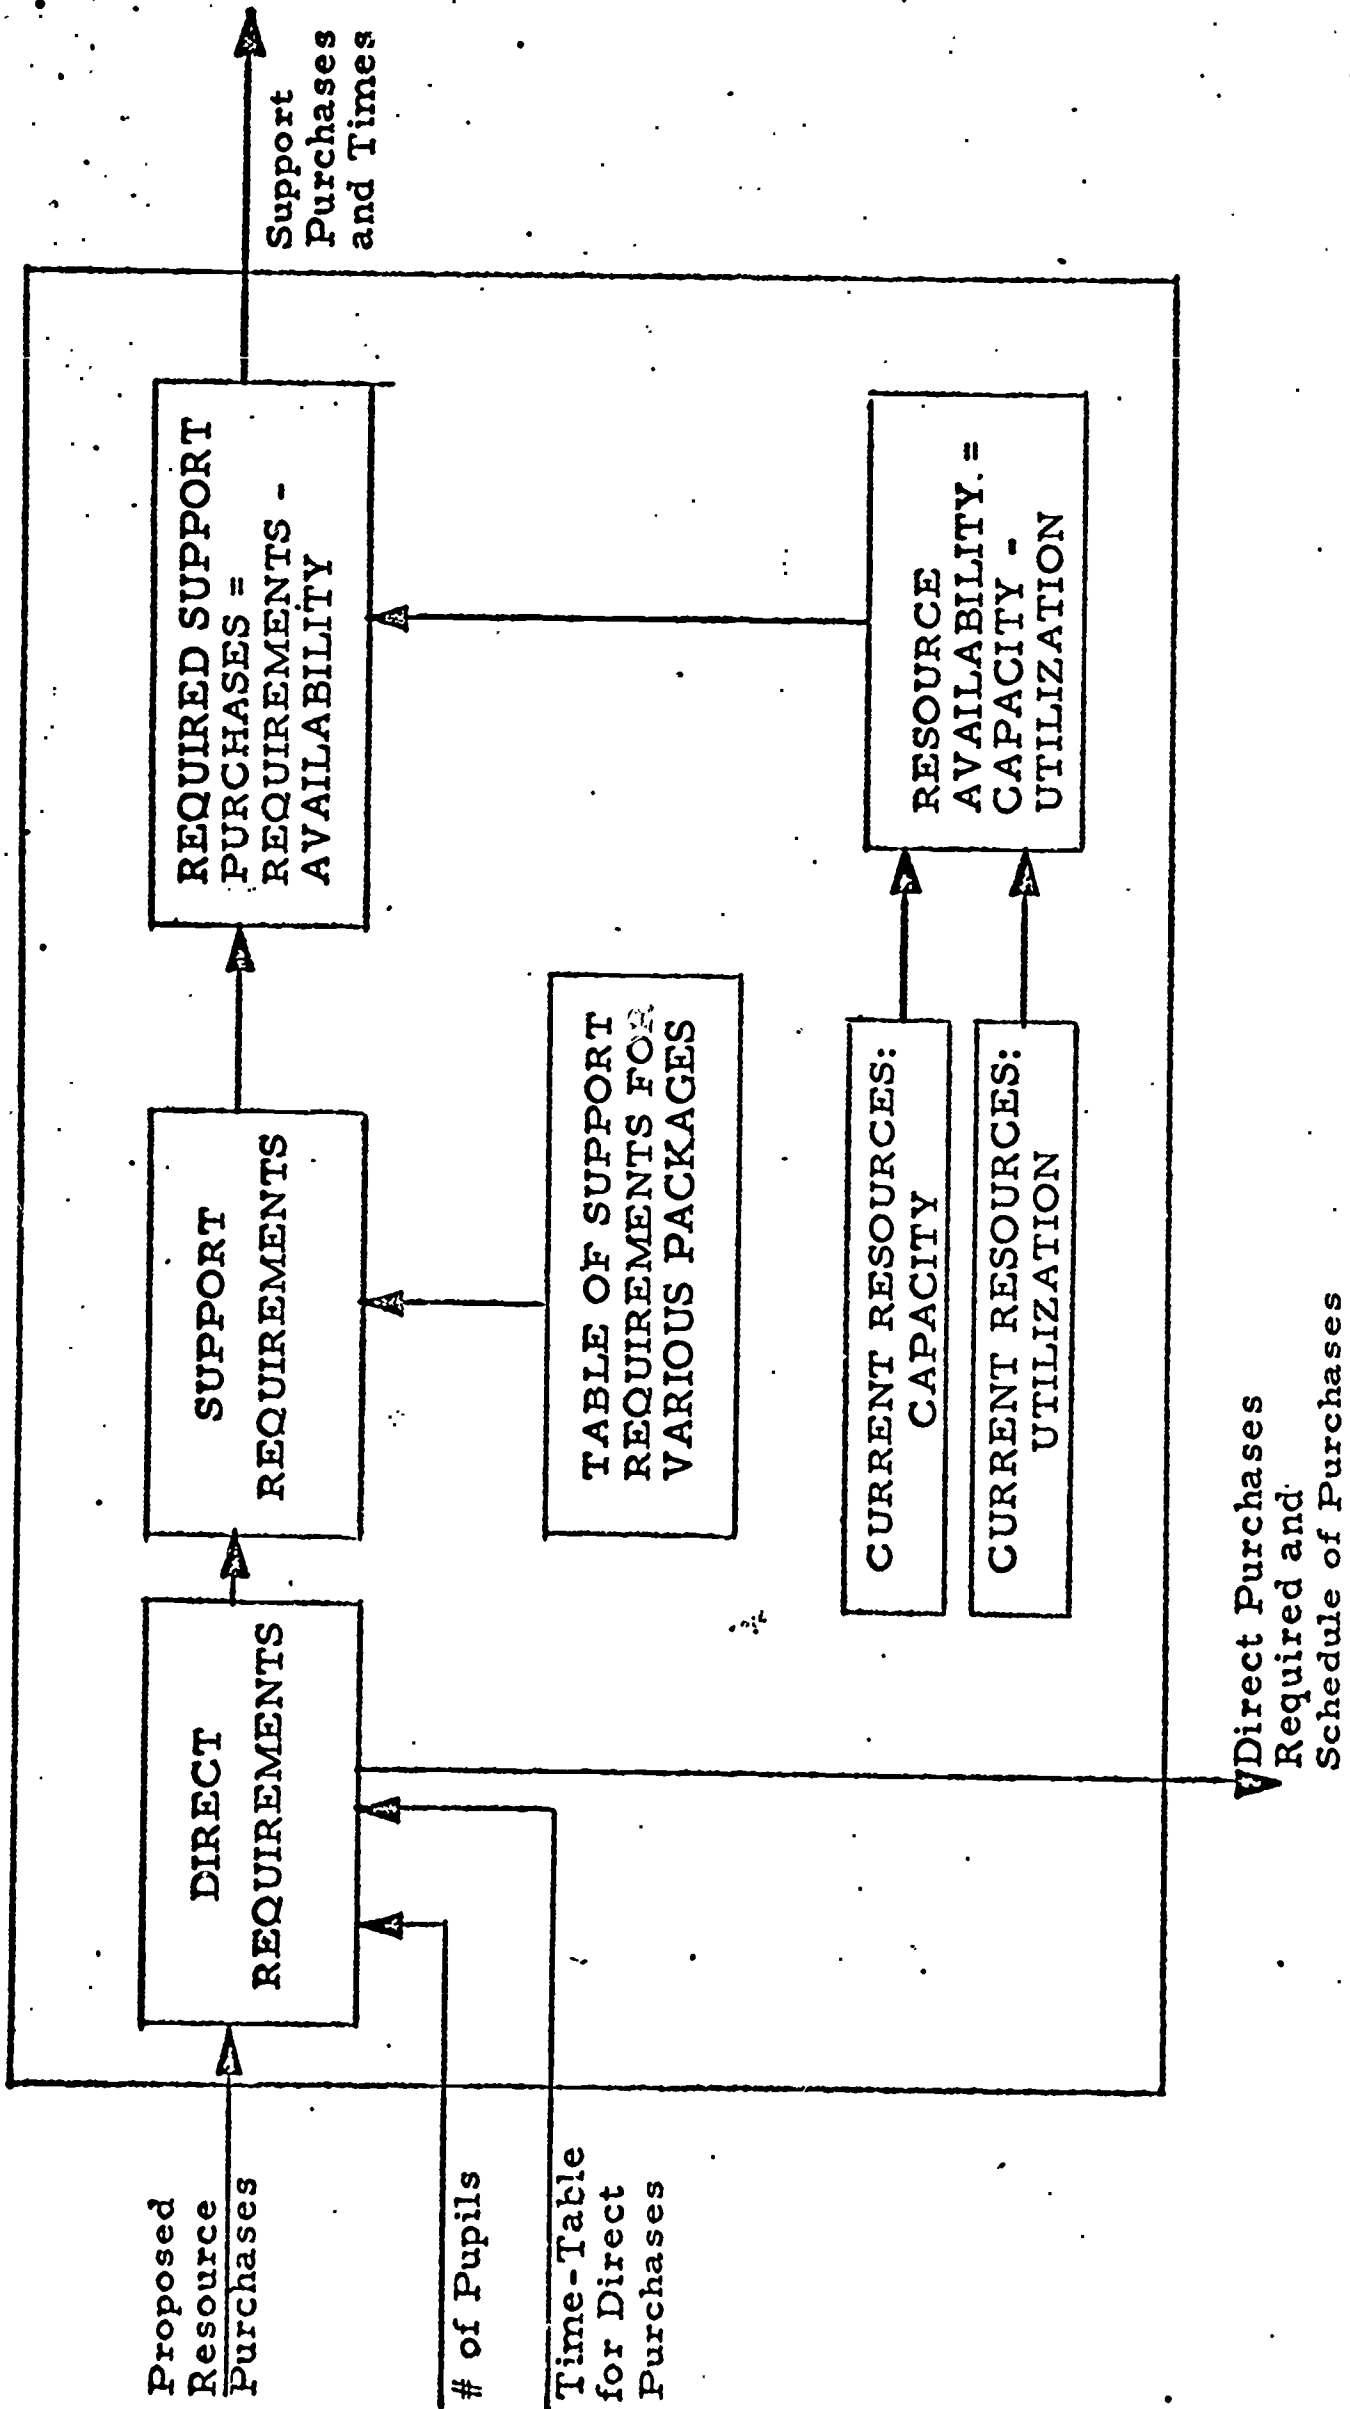 Proposed
Resource
Purchases
# of Pupils
Time-Table
for Direct
Purchases
DIRECT
REQUIREMENTS
SUPPORT
REQUIREMENTS
REQUIRED SUPPORT
PURCHASES =
REQUIREMENTS -
AVAILABILITY
Support
Purchases
and Times
TABLE OF SUPPORT
REQUIREMENTS FOR
VARIOUS PACKAGES
CURRENT RESOURCES:
CAPACITY
CURRENT RESOURCES:
UTILIZATION
RESOURCE
AVAILABILITY. =
CAPACITY -
UTILIZATION
Direct Purchases
Required and
Schedule of Purchases